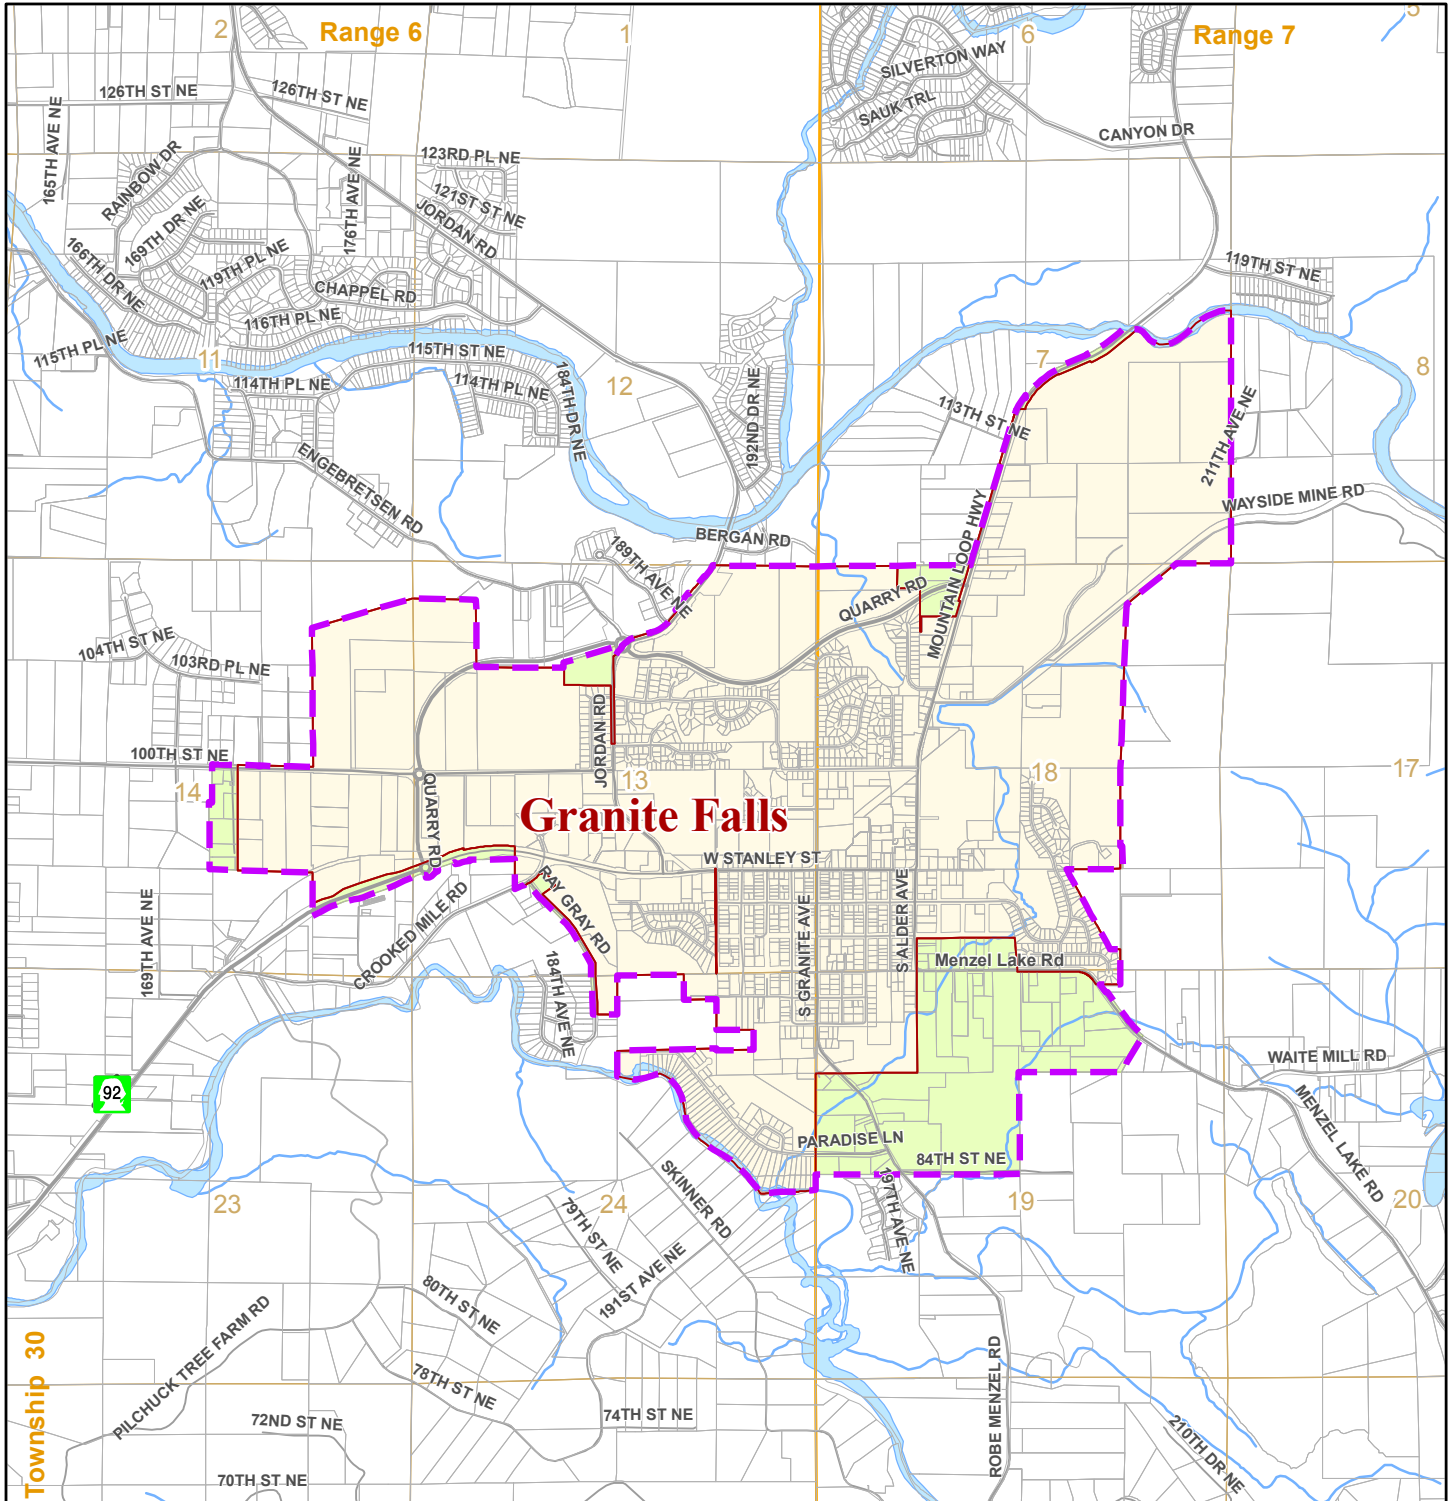 2
Range 6
1
6
Range 7
5
SILVERTON WAY
126TH ST NE
126TH ST NE
SAUK TRL
165TH AVE NE
CANYON DR
RAINBOW DR
176TH AVE NE
123RD PL NE
121ST ST NE
169TH DR NE
JORDAN RD
166TH DR NE
119TH PL NE
119TH ST NE
CHAPPEL RD
116TH PL NE
115TH PL NE
11
115TH ST NE
7
8
114TH PL NE
114TH PL NE
184TH DR NE
12
192ND DR NE
113TH ST NE
211TH AVE NE
ENGEBRETSEN RD
WAYSIDE MINE RD
BERGAN RD
189TH AVE NE
MOUNTAIN LOOP HWY
QUARRY RD
104TH ST NE
103RD PL NE
JORDAN RD
100TH ST NE
14
13
18
17
QUARRY RD
Granite Falls
W STANLEY ST
RAY GRAY RD
CROOKED MILE RD
169TH AVE NE
S GRANITE AVE
S ALDER AVE
Menzel Lake Rd
184TH AVE NE
WAITE MILL RD
92
MENZEL LAKE RD
PARADISE LN
84TH ST NE
SKINNER RD
197TH AVE NE
23
24
19
20
79TH ST NE
191ST AVE NE
80TH ST NE
PILCHUCK TREE FARM RD
78TH ST NE
ROBE MENZEL RD
Township 30
72ND ST NE
74TH ST NE
210TH DR NE
70TH ST NE